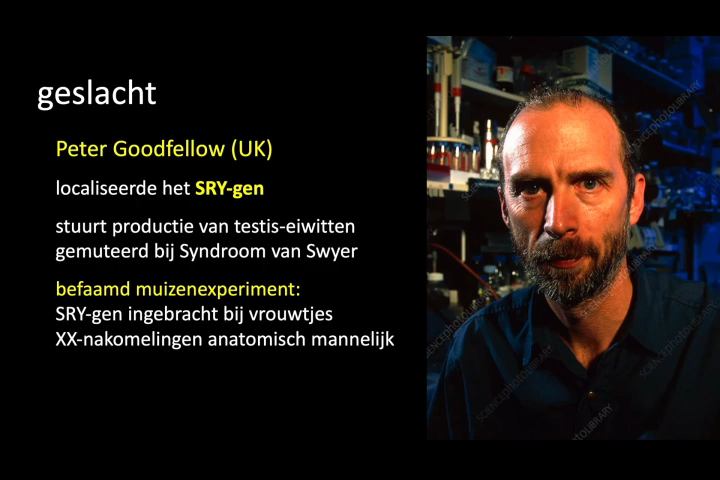 geslacht
Peter Goodfellow (UK)
localiseerde het SRY-gen
stuurt productie van testis-eiwitten
gemuteerd bij Syndroom van Swyer
befaamd muizenexperiment:
SRY-gen ingebracht bij vrouwtjes
XX-nakomelingen anatomisch mannelijk
SCIENCEphotoLIBRARY